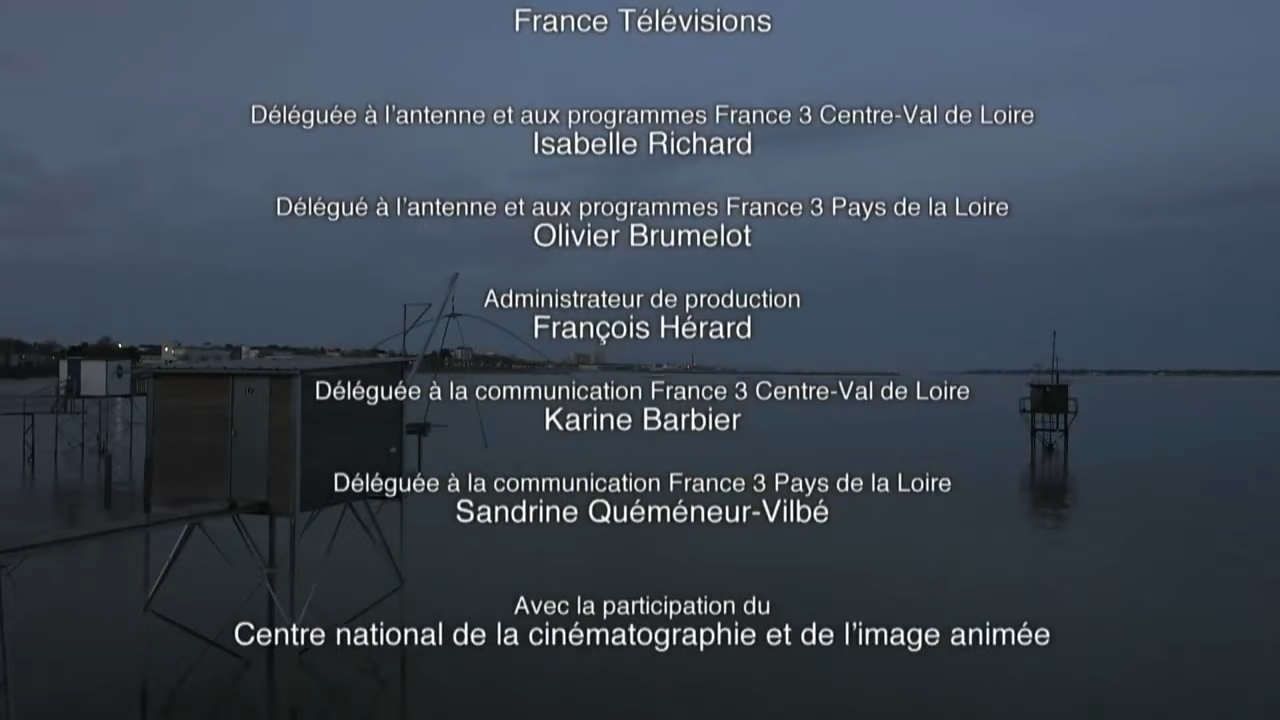 France Télévisions
Déléguée à l'antenne et aux programmes France 3 Centre-Val de Loire
Isabelle Richard
Délégué à l'antenne et aux programmes France 3 Pays de la Loire
Olivier Brumelot
Administrateur de production
François Hérard
Déléguée à la communication France 3 Centre-Val de Loire
Karine Barbier
Déléguée à la communication France 3 Pays de la Loire
Sandrine Quéméneur-Vilbé
Avec la participation du
Centre national de la cinématographie et de l'image animée